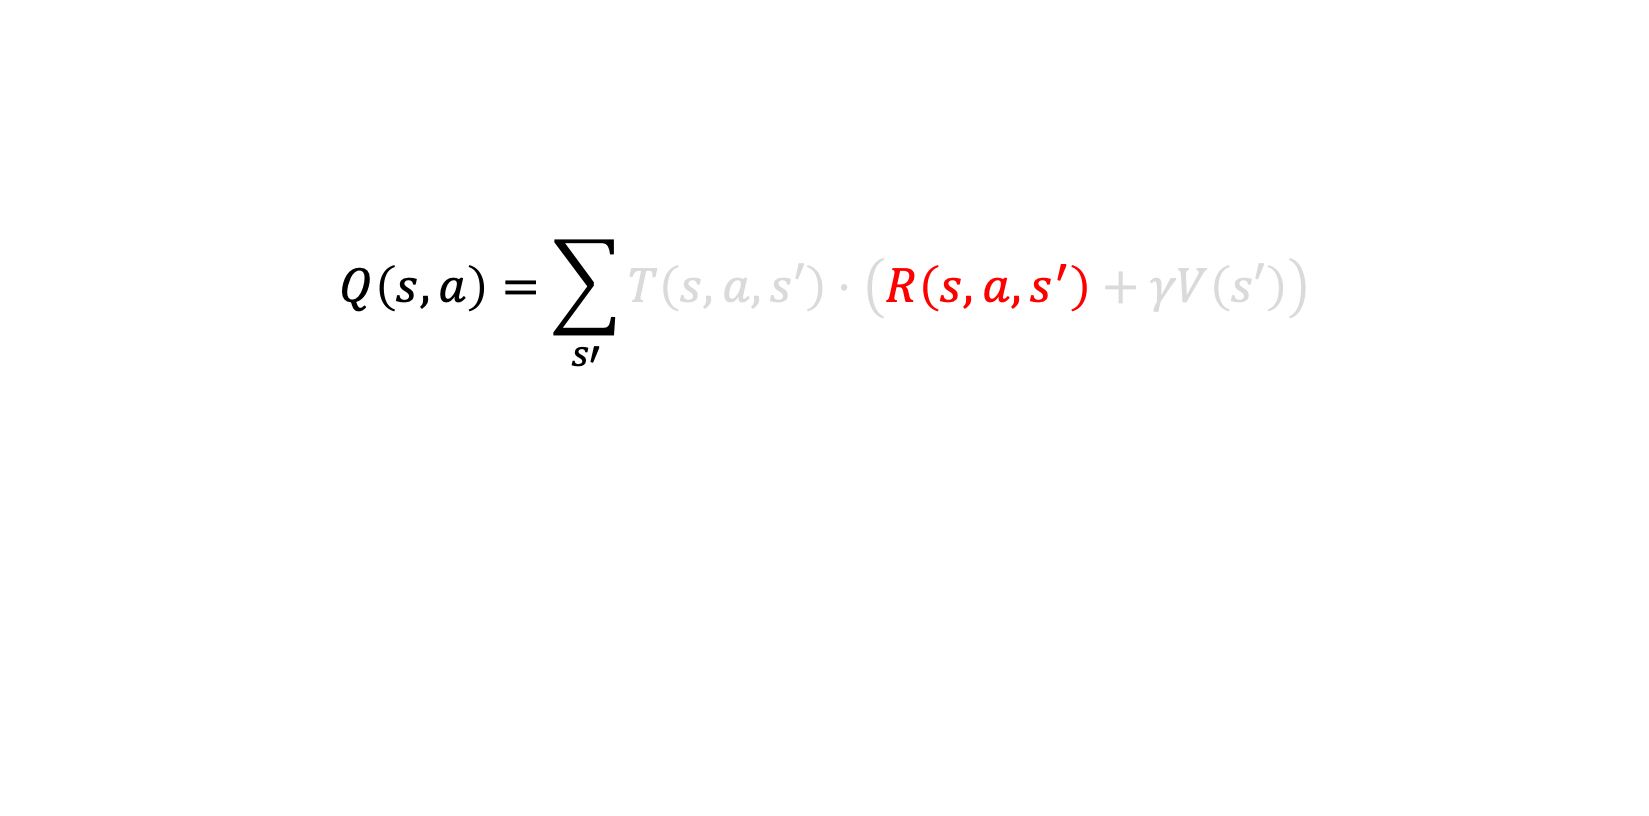 Q(s, a) = ∑ T(s, a, s′) · (R(s, a, s′) + γV(s′))
s′